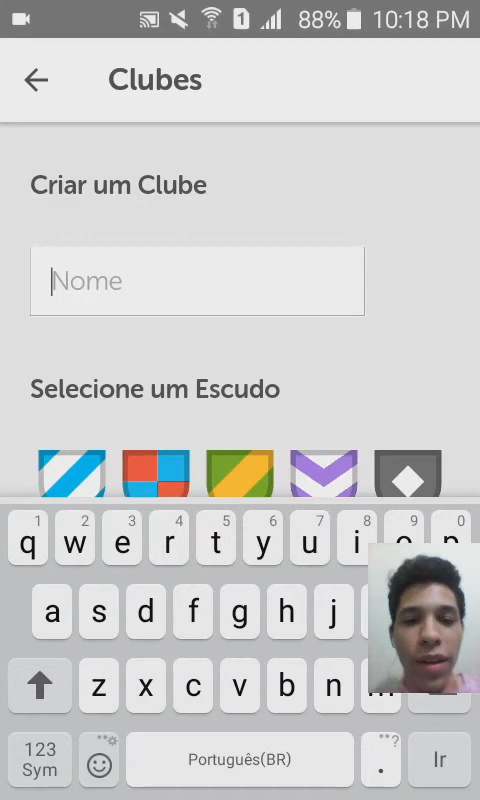 1 88% 10:18 PM
Clubes
Criar um Clube
Nome
Selecione um Escudo
1 2 3 4 5 6 7 8 9 0
q w e r t y u i o p
a s d f g h j
z x c v b n m
123 Sym Português(BR) . ? Ir